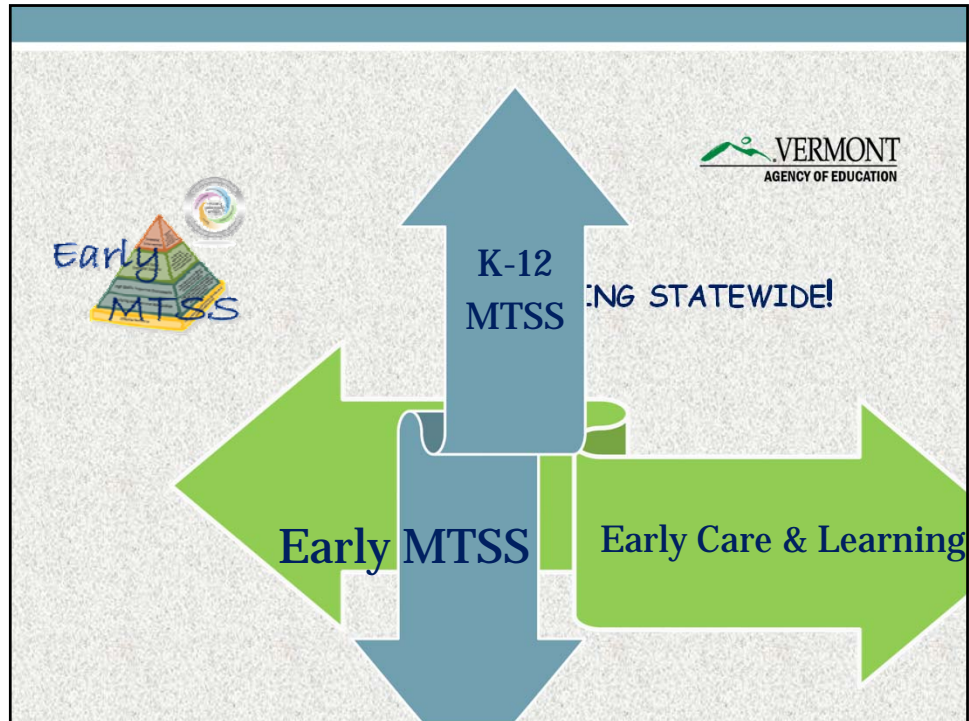 VERMONT
AGENCY OF EDUCATION
Early
MTSS
K-12
MTSS
NG STATEWIDE!
Early MTSS
Early Care & Learning